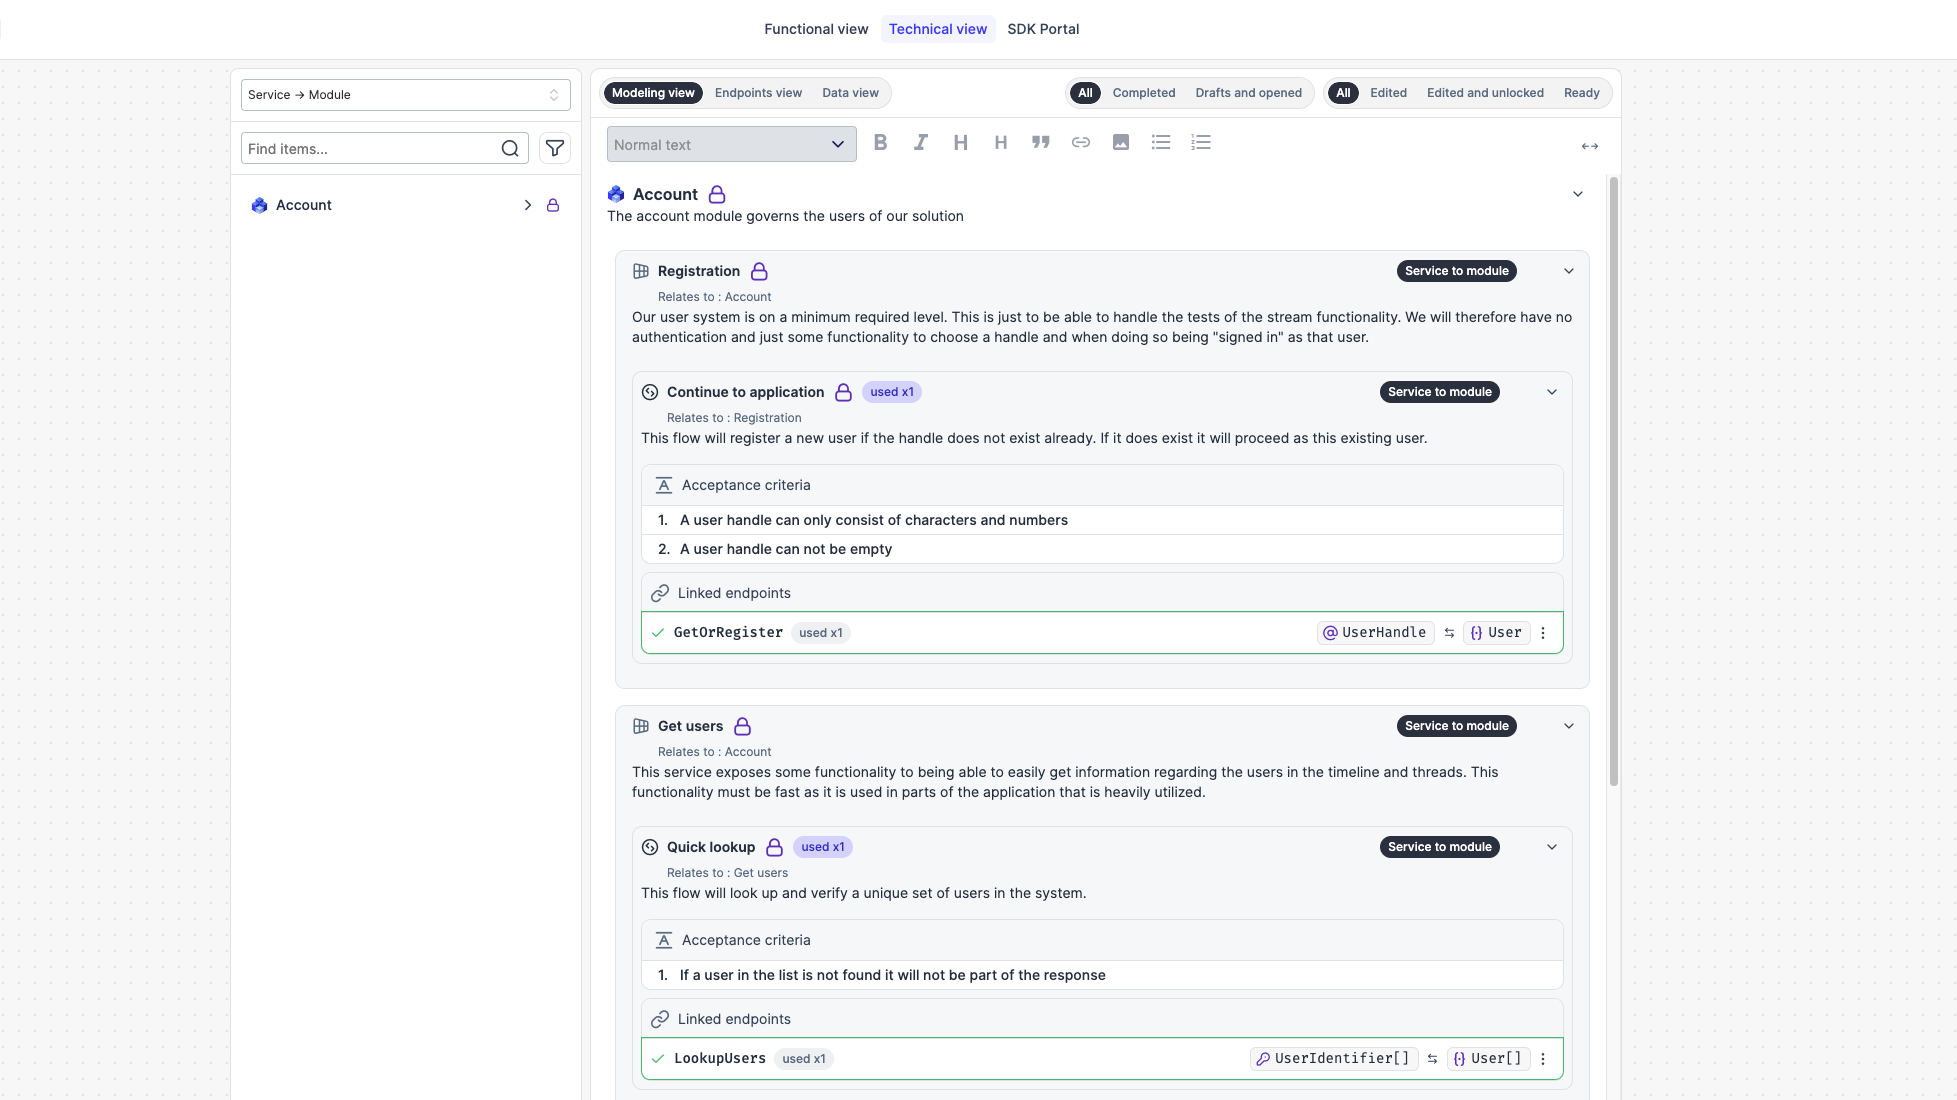 Functional view
Technical view
SDK Portal
Service → Module
Find items...
Account
Modeling view
Endpoints view
Data view
All
Completed
Drafts and opened
All
Edited
Edited and unlocked
Ready
Normal text
B
I
H
H
Account
The account module governs the users of our solution
Registration
Service to module
Relates to : Account
Our user system is on a minimum required level. This is just to be able to handle the tests of the stream functionality. We will therefore have no
authentication and just some functionality to choose a handle and when doing so being "signed in" as that user.
Continue to application
used x1
Service to module
Relates to : Registration
This flow will register a new user if the handle does not exist already. If it does exist it will proceed as this existing user.
Acceptance criteria
1. A user handle can only consist of characters and numbers
2. A user handle can not be empty
Linked endpoints
GetOrRegister
used x1
UserHandle
User
Get users
Service to module
Relates to : Account
This service exposes some functionality to being able to easily get information regarding the users in the timeline and threads. This
functionality must be fast as it is used in parts of the application that is heavily utilized.
Quick lookup
used x1
Service to module
Relates to : Get users
This flow will look up and verify a unique set of users in the system.
Acceptance criteria
1. If a user in the list is not found it will not be part of the response
Linked endpoints
LookupUsers
used x1
UserIdentifier[]
User[]